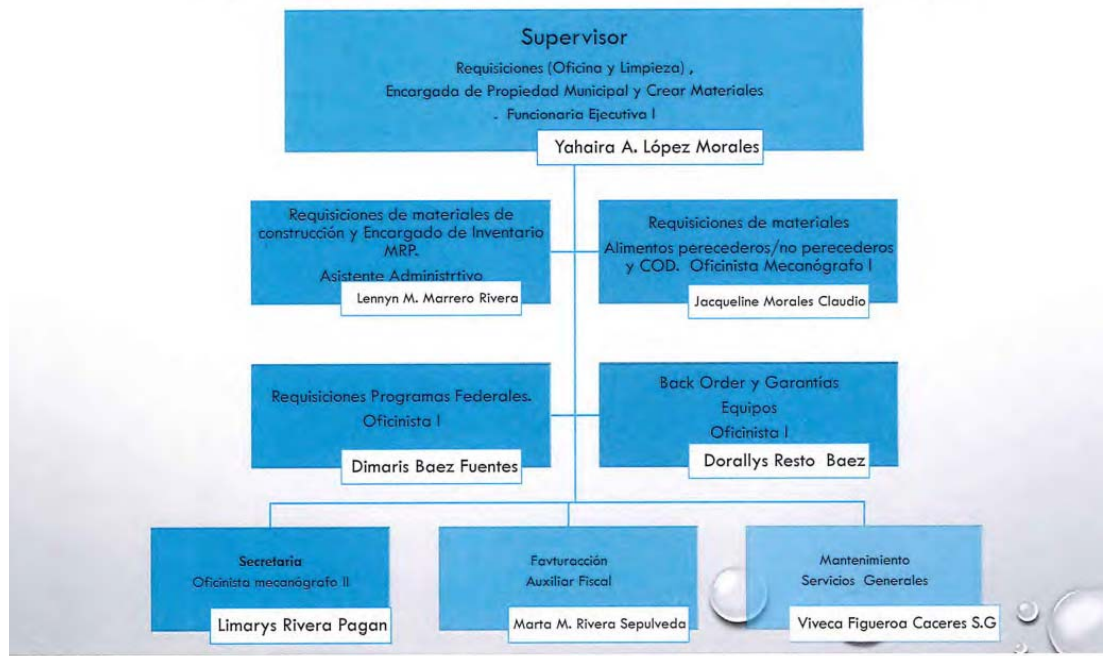 Supervisor
Requisiciones (Oficina y Limpieza) ,
Encargada de Propiedad Municipal y Crear Materiales
. Funcionaria Ejecutiva I
Yahaira A. López Morales
Requisiciones de materiales de
construcción y Encargado de Inventario
MRP.
Asistente Administrtivo
Lennyn M. Marrero Rivera
Requisiciones de materiales
Alimentos perecederos/no perecederos
y COD. Oficinista Mecanógrafo I
Jacqueline Morales Claudio
Requisiciones Programas Federales.
Oficinista I
Dimaris Baez Fuentes
Back Order y Garantías
Equipos
Oficinista I
Dorallys Resto Baez
Secretaria
Oficinista mecanógrafo II
Limarys Rivera Pagan
Favturacción
Auxiliar Fiscal
Marta M. Rivera Sepulveda
Mantenimiento
Servicios Generales
Viveca Figueroa Caceres S.G